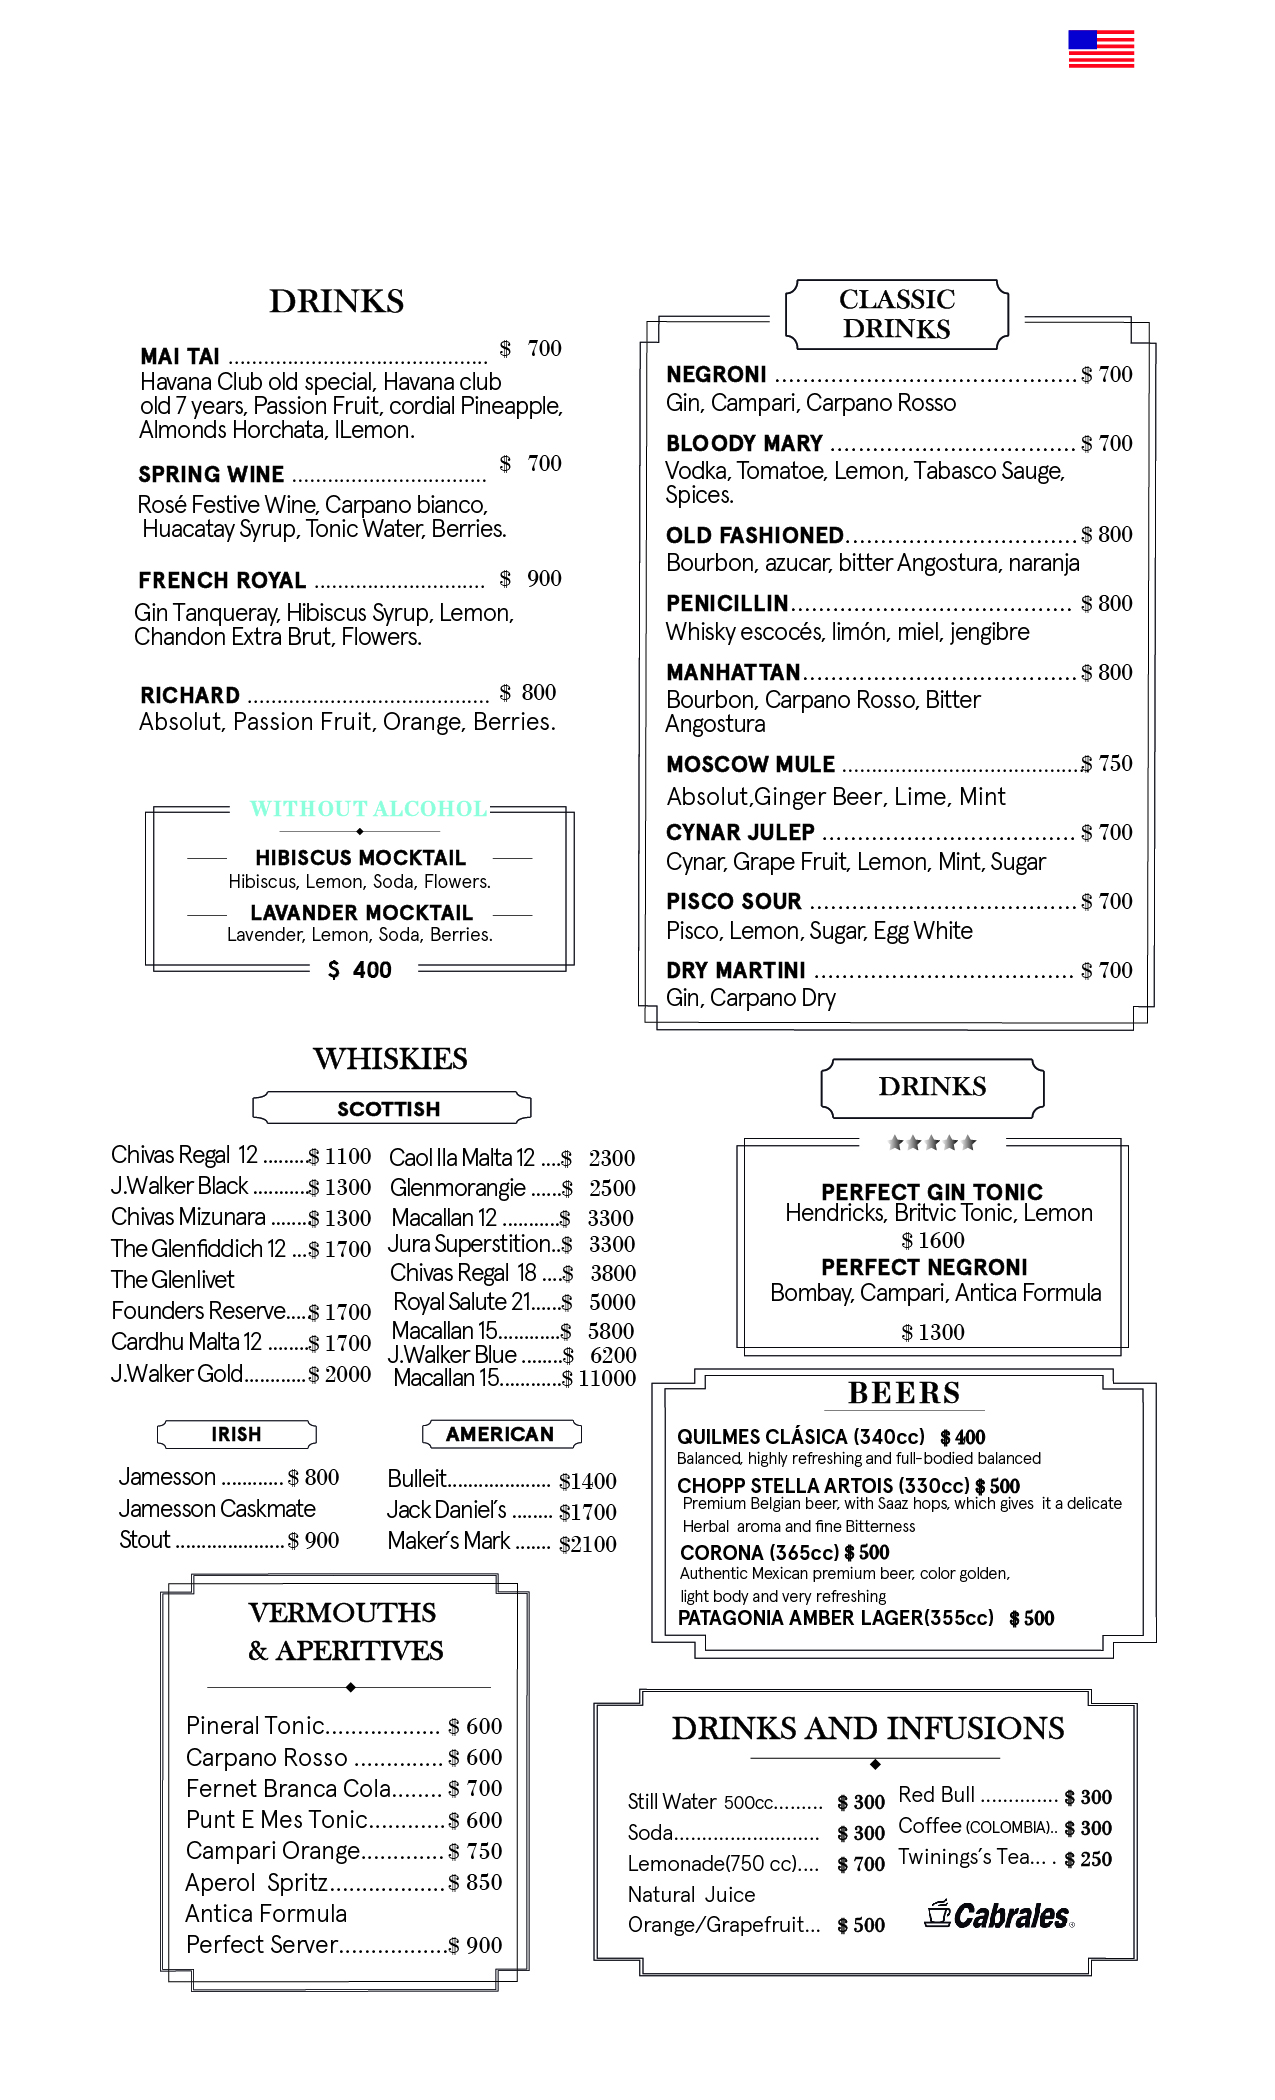 DRINKS
MAI TAI ............................................ $ 700
Havana Club old special, Havana club
old 7 years, Passion Fruit, cordial Pineapple,
Almonds Horchata, lLemon.
SPRING WINE ................................. $ 700
Rosé Festive Wine, Carpano bianco,
Huacatay Syrup, Tonic Water, Berries.
FRENCH ROYAL ............................. $ 900
Gin Tanqueray, Hibiscus Syrup, Lemon,
Chandon Extra Brut, Flowers.
RICHARD ......................................... $ 800
Absolut, Passion Fruit, Orange, Berries.
WITHOUT ALCOHOL
HIBISCUS MOCKTAIL
Hibiscus, Lemon, Soda, Flowers.
LAVANDER MOCKTAIL
Lavender, Lemon, Soda, Berries.
$ 400
CLASSIC
DRINKS
NEGRONI ........................................... $ 700
Gin, Campari, Carpano Rosso
BLOODY MARY ................................... $ 700
Vodka, Tomatoe, Lemon, Tabasco Sauge,
Spices.
OLD FASHIONED................................. $ 800
Bourbon, azucar, bitter Angostura, naranja
PENICILLIN........................................ $ 800
Whisky escocés, limón, miel, jengibre
MANHATTAN....................................... $ 800
Bourbon, Carpano Rosso, Bitter
Angostura
MOSCOW MULE .........................................$ 750
Absolut,Ginger Beer, Lime, Mint
CYNAR JULEP .................................... $ 700
Cynar, Grape Fruit, Lemon, Mint, Sugar
PISCO SOUR ...................................... $ 700
Pisco, Lemon, Sugar, Egg White
DRY MARTINI ..................................... $ 700
Gin, Carpano Dry
WHISKIES
SCOTTISH
Chivas Regal 12 .........$ 1100
J.Walker Black ...........$ 1300
Chivas Mizunara .......$ 1300
The Glenfiddich 12 ...$ 1700
The Glenlivet
Founders Reserve....$ 1700
Cardhu Malta 12 ........$ 1700
J.Walker Gold............$ 2000
Caol lla Malta 12 ....$ 2300
Glenmorangie ......$ 2500
Macallan 12 ...........$ 3300
Jura Superstition..$ 3300
Chivas Regal 18 ....$ 3800
Royal Salute 21......$ 5000
Macallan 15............$ 5800
J.Walker Blue ........$ 6200
Macallan 15............$ 11000
IRISH
Jamesson ............$ 800
Jamesson Caskmate
Stout .....................$ 900
AMERICAN
Bulleit.................... $1400
Jack Daniel´s ........ $1700
Maker´s Mark ....... $2100
DRINKS
PERFECT GIN TONIC
Hendricks, Britvic Tonic, Lemon
$ 1600
PERFECT NEGRONI
Bombay, Campari, Antica Formula
$ 1300
BEERS
QUILMES CLÁSICA (340cc) $ 400
Balanced, highly refreshing and full-bodied balanced
CHOPP STELLA ARTOIS (330cc) $ 500
Premium Belgian beer, with Saaz hops, which gives it a delicate
Herbal aroma and fine Bitterness
CORONA (365cc) $ 500
Authentic Mexican premium beer, color golden,
light body and very refreshing
PATAGONIA AMBER LAGER(355cc) $ 500
VERMOUTHS
& APERITIVES
Pineral Tonic.................. $ 600
Carpano Rosso .............. $ 600
Fernet Branca Cola........ $ 700
Punt E Mes Tonic............ $ 600
Campari Orange............. $ 750
Aperol Spritz..................$ 850
Antica Formula
Perfect Server.................$ 900
DRINKS AND INFUSIONS
Still Water 500cc......... $ 300
Soda.......................... $ 300
Lemonade(750 cc).... $ 700
Natural Juice
Orange/Grapefruit... $ 500
Red Bull .............. $ 300
Coffee (COLOMBIA).. $ 300
Twinings´s Tea... . $ 250
Cabrales®